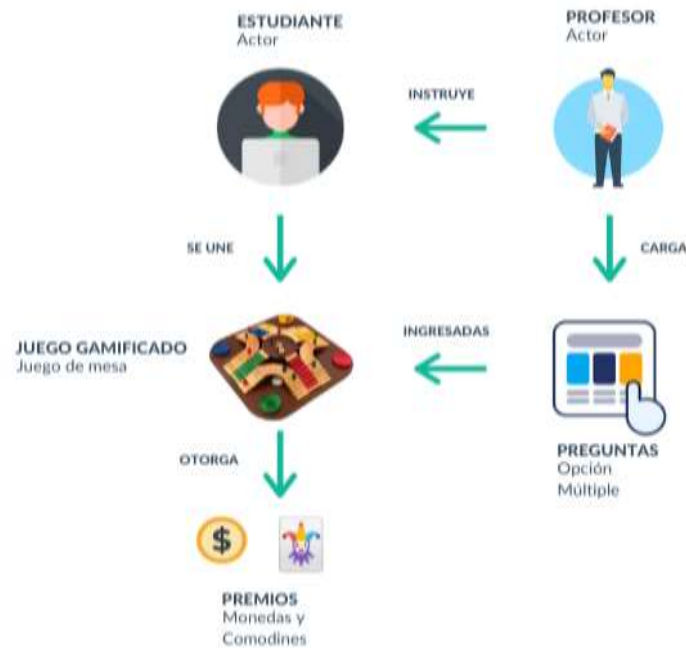 ESTUDIANTE
Actor
PROFESOR
Actor
INSTRUYE
SE UNE
CARGA
JUEGO GAMIFICADO
Juego de mesa
INGRESADAS
PREGUNTAS
Opción
Múltiple
OTORGA
$
PREMIOS
Monedas y
Comodines